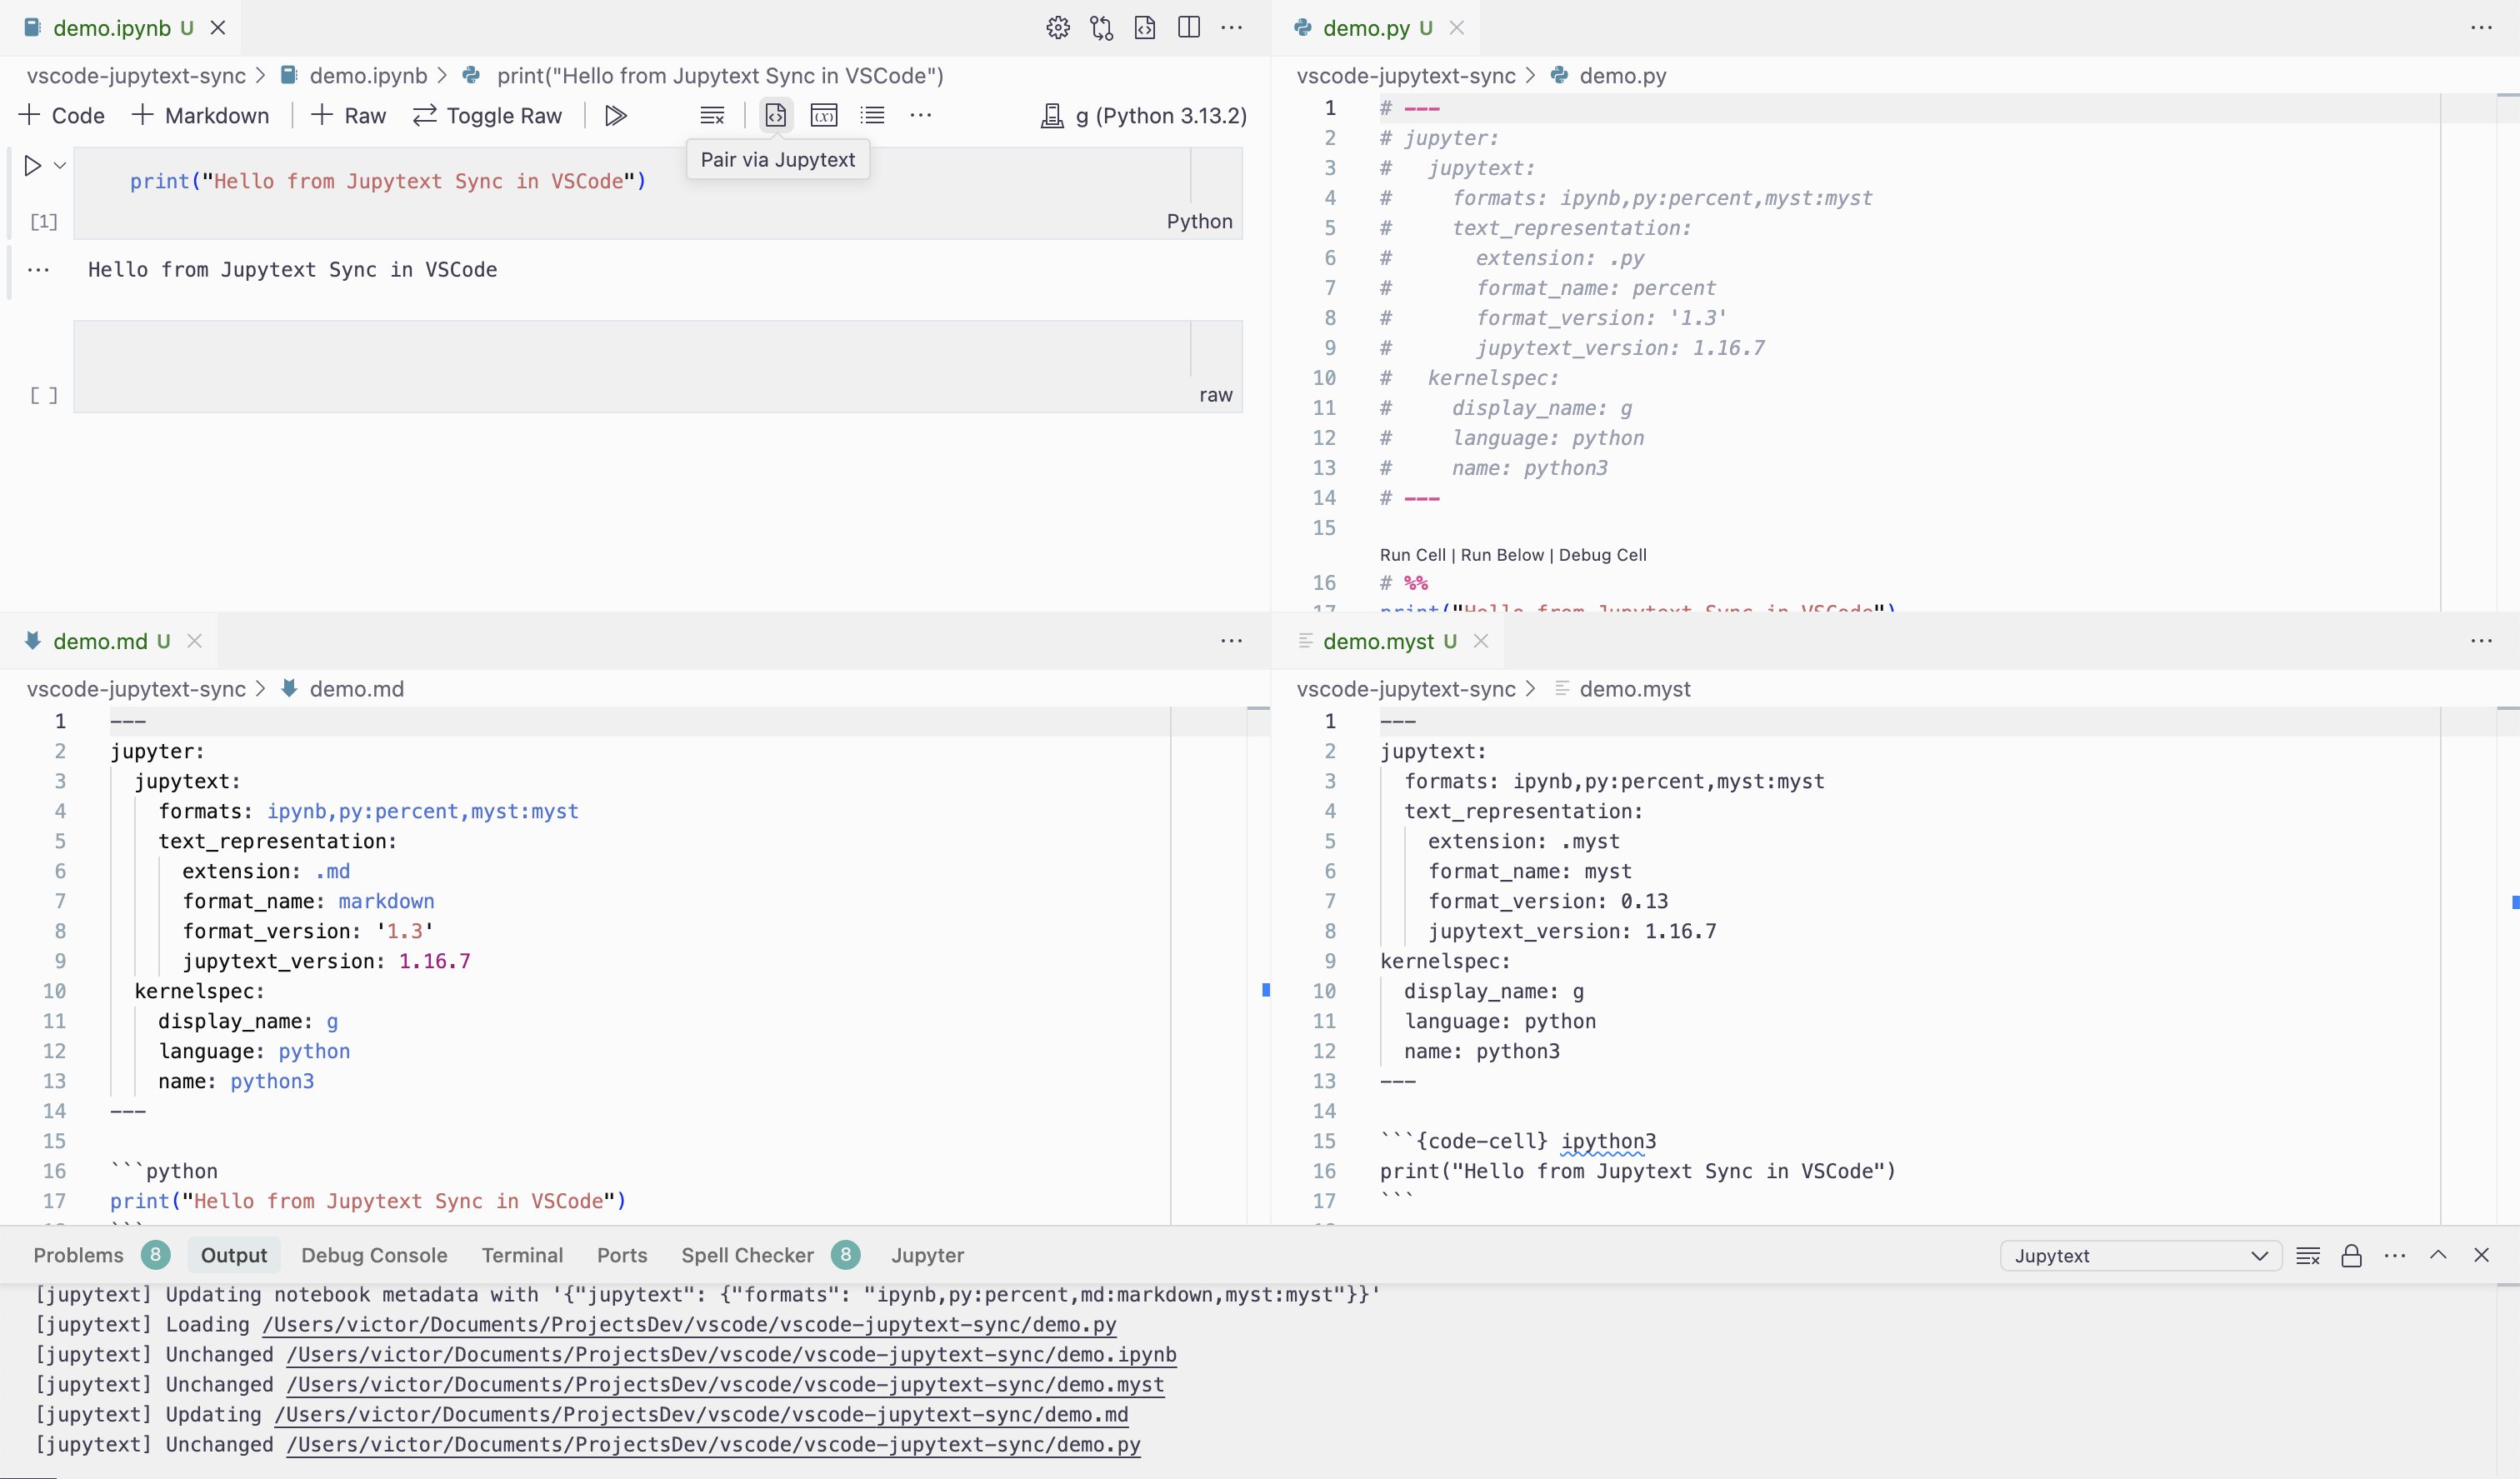 demo.ipynb U
vscode-jupytext-sync > demo.ipynb > print("Hello from Jupytext Sync in VSCode")
+ Code + Markdown | + Raw Toggle Raw | g (Python 3.13.2)
Pair via Jupytext
print("Hello from Jupytext Sync in VSCode")
[1]
Python
Hello from Jupytext Sync in VSCode
[ ]
raw
demo.py U
vscode-jupytext-sync > demo.py
1 # ---
2 # jupyter:
3 #   jupytext:
4 #     formats: ipynb,py:percent,myst:myst
5 #     text_representation:
6 #       extension: .py
7 #       format_name: percent
8 #       format_version: '1.3'
9 #       jupytext_version: 1.16.7
10 #   kernelspec:
11 #     display_name: g
12 #     language: python
13 #     name: python3
14 # ---
15
Run Cell | Run Below | Debug Cell
16 # %%
17 print("Hello from Jupytext Sync in VSCode")
demo.md U
vscode-jupytext-sync > demo.md
1 ---
2 jupyter:
3   jupytext:
4     formats: ipynb,py:percent,myst:myst
5     text_representation:
6       extension: .md
7       format_name: markdown
8       format_version: '1.3'
9       jupytext_version: 1.16.7
10   kernelspec:
11     display_name: g
12     language: python
13     name: python3
14 ---
15
16 ```python
17 print("Hello from Jupytext Sync in VSCode")
18 ```
demo.myst U
vscode-jupytext-sync > demo.myst
1 ---
2 jupytext:
3   formats: ipynb,py:percent,myst:myst
4   text_representation:
5     extension: .myst
6     format_name: myst
7     format_version: 0.13
8     jupytext_version: 1.16.7
9 kernelspec:
10   display_name: g
11   language: python
12   name: python3
13 ---
14
15 ```{code-cell} ipython3
16 print("Hello from Jupytext Sync in VSCode")
17 ```
Problems 8 Output Debug Console Terminal Ports Spell Checker 8 Jupyter
Jupytext
[jupytext] Updating notebook metadata with '{"jupytext": {"formats": "ipynb,py:percent,md:markdown,myst:myst"}}'
[jupytext] Loading /Users/victor/Documents/ProjectsDev/vscode/vscode-jupytext-sync/demo.py
[jupytext] Unchanged /Users/victor/Documents/ProjectsDev/vscode/vscode-jupytext-sync/demo.ipynb
[jupytext] Unchanged /Users/victor/Documents/ProjectsDev/vscode/vscode-jupytext-sync/demo.myst
[jupytext] Updating /Users/victor/Documents/ProjectsDev/vscode/vscode-jupytext-sync/demo.md
[jupytext] Unchanged /Users/victor/Documents/ProjectsDev/vscode/vscode-jupytext-sync/demo.py